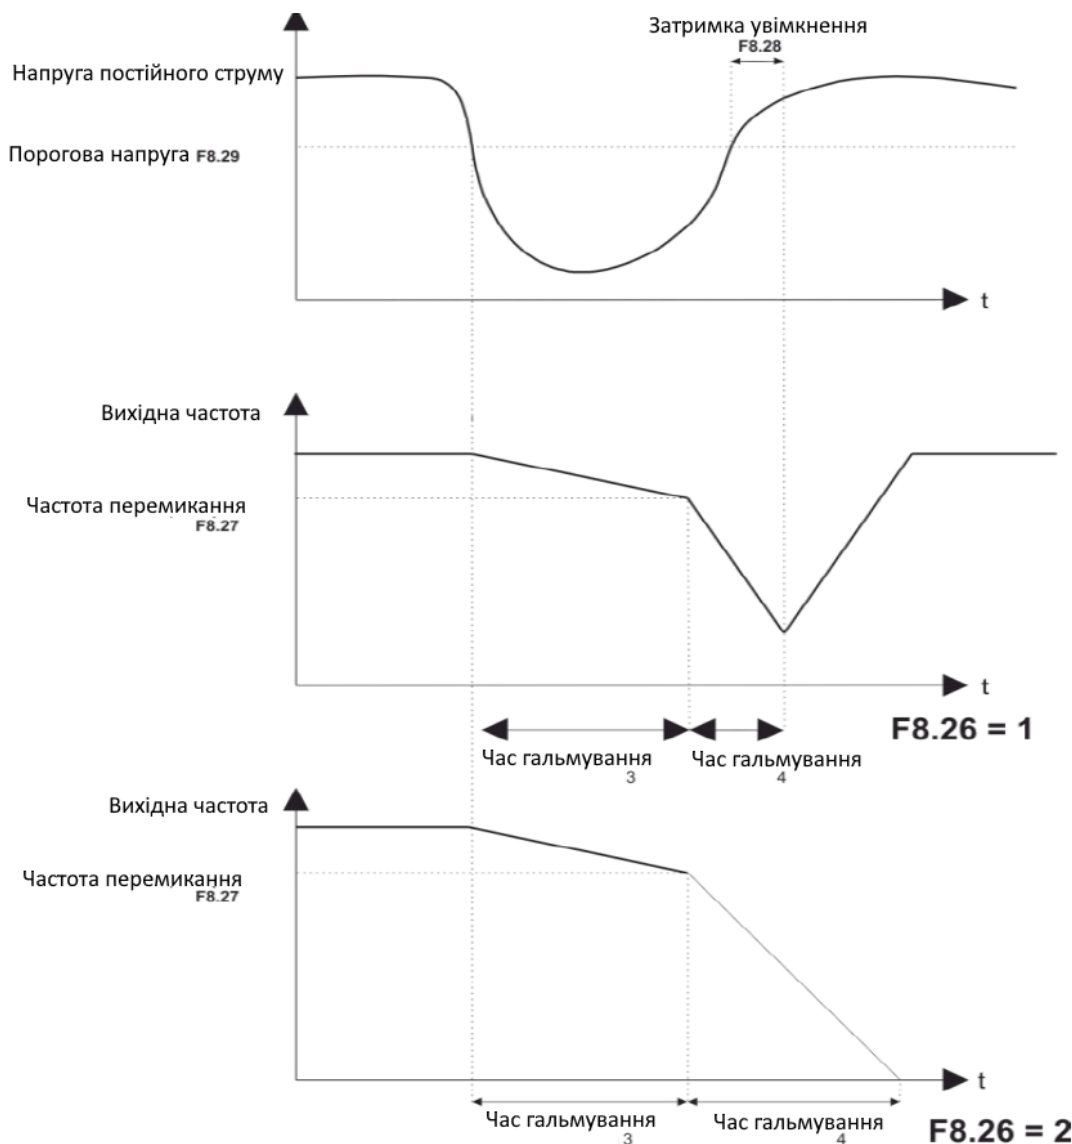 Затримка увімкнення
F8.28
Напруга постійного струму
Порогова напруга F8.29
t
Вихідна частота
Частота перемикання
F8.27
t
F8.26 = 1
Час гальмування
3
Час гальмування
4
Вихідна частота
Частота перемикання
F8.27
t
Час гальмування
3
Час гальмування
4
F8.26 = 2